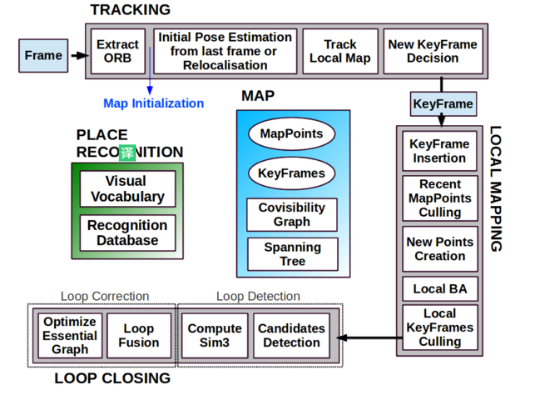 TRACKING
Frame
Extract
ORB
Initial Pose Estimation
from last frame or
Relocalisation
Track
Local Map
New KeyFrame
Decision
Map Initialization
MAP
KeyFrame
MapPoints
KeyFrames
Covisibility
Graph
Spanning
Tree
PLACE
RECOGNITION
Visual
Vocabulary
Recognition
Database
LOCAL MAPPING
KeyFrame
Insertion
Recent
MapPoints
Culling
New Points
Creation
Local BA
Local
KeyFrames
Culling
Loop Correction
Loop Detection
Optimize
Essential
Graph
Loop
Fusion
Compute
Sim3
Candidates
Detection
LOOP CLOSING